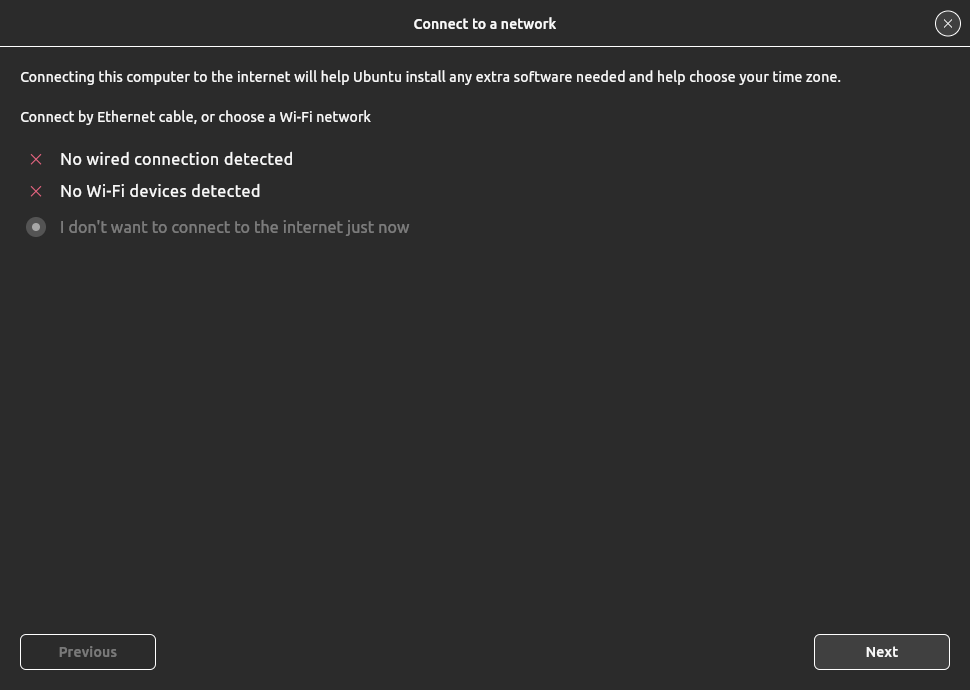 Connect to a network
Connecting this computer to the internet will help Ubuntu install any extra software needed and help choose your time zone.
Connect by Ethernet cable, or choose a Wi-Fi network
No wired connection detected
No Wi-Fi devices detected
I don't want to connect to the internet just now
Previous
Next